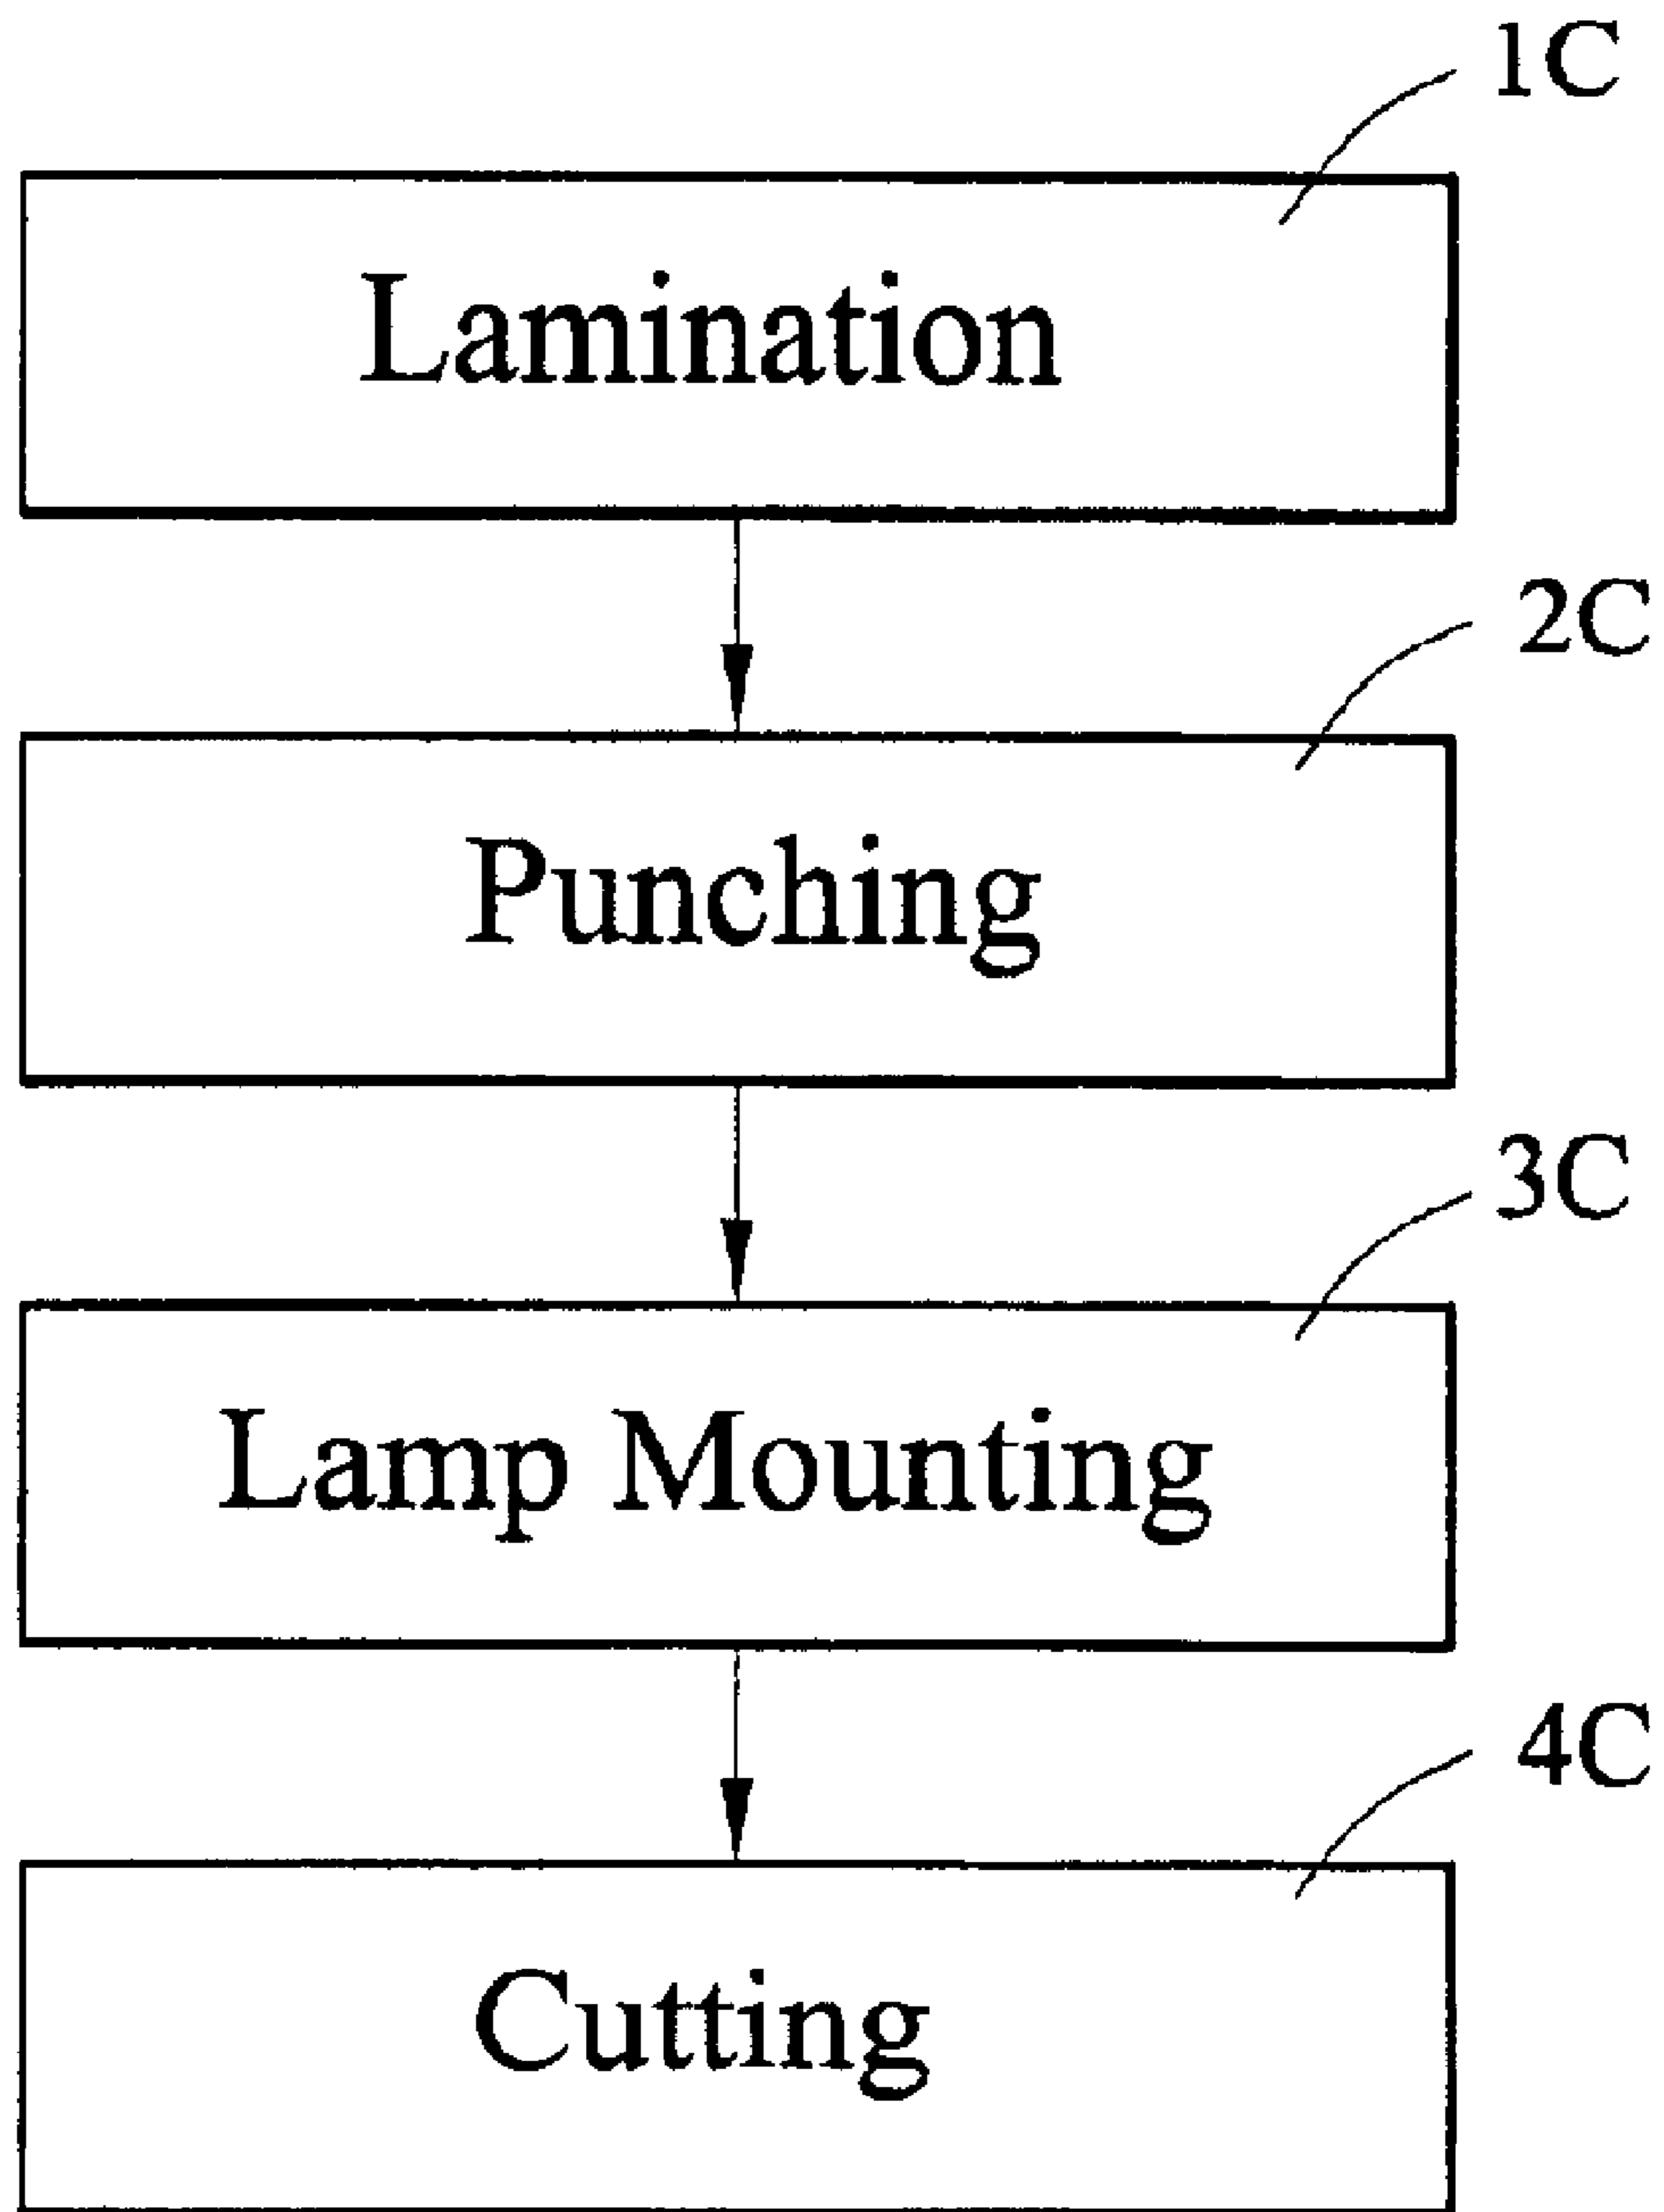 1C
Lamination
2C
Punching
3C
Lamp Mounting
4C
Cutting